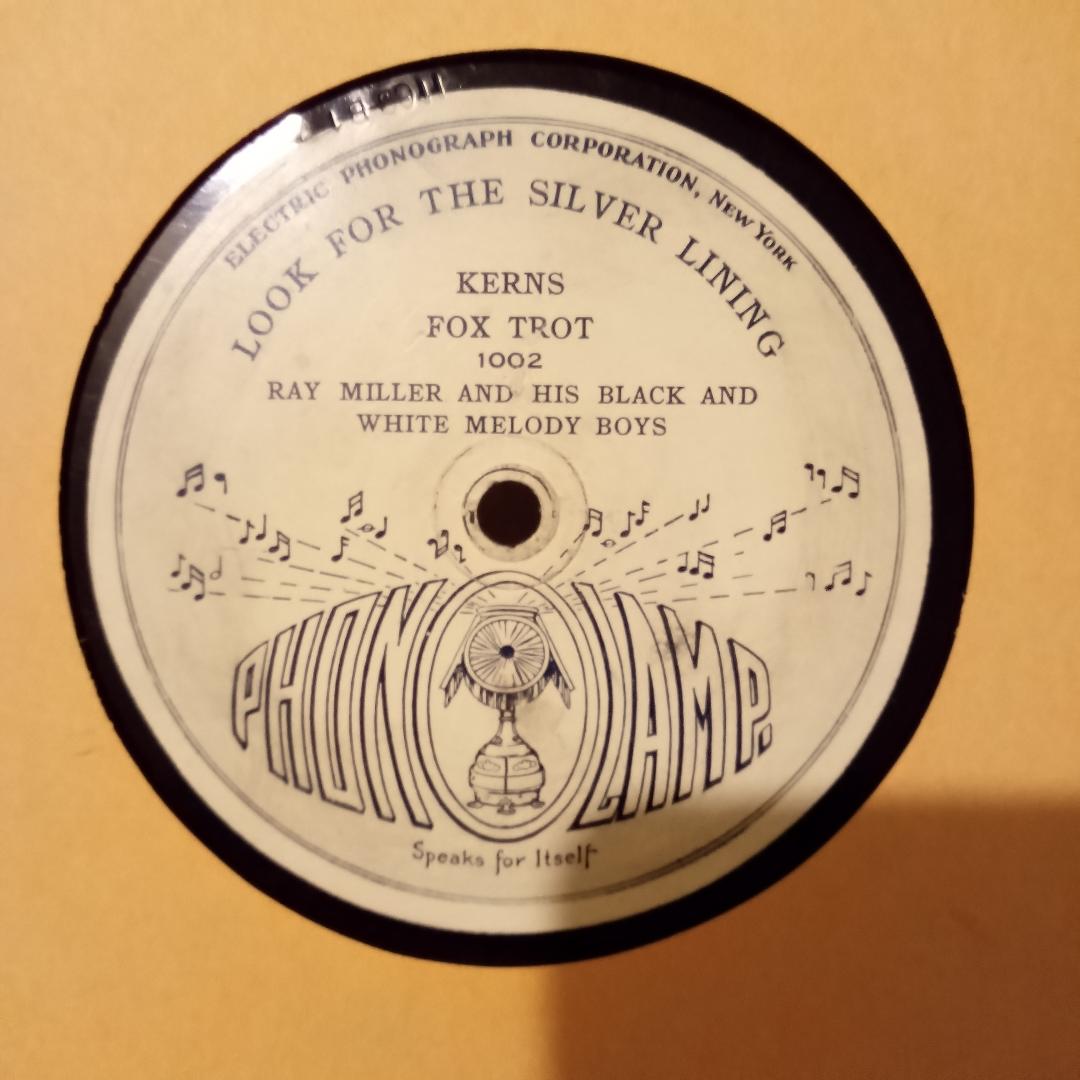 ELECTRIC PHONOGRAPH CORPORATION, NEW YORK
LOOK FOR THE SILVER LINING
KERNS
FOX TROT
1002
RAY MILLER AND HIS BLACK AND
WHITE MELODY BOYS
PHONOLAMP.
Speaks for Itself